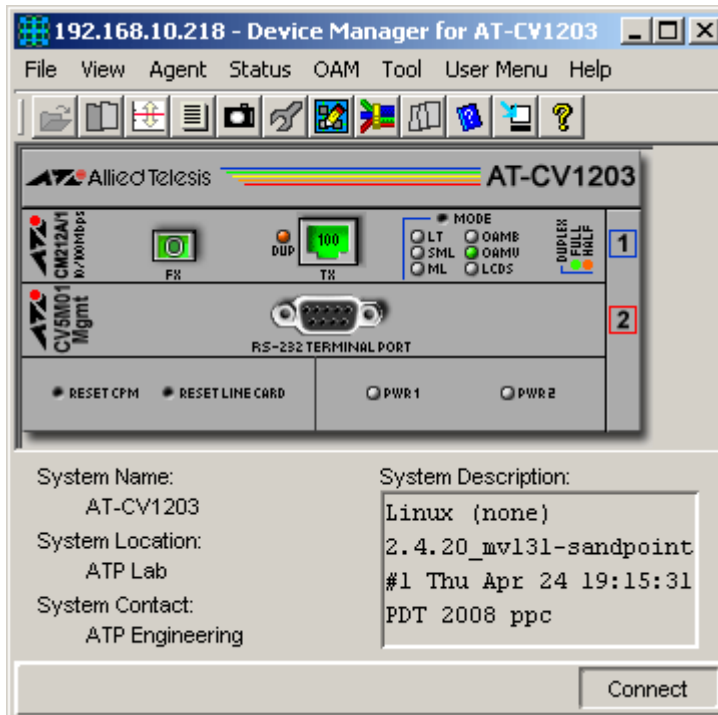 192.168.10.218 - Device Manager for AT-CV1203
File View Agent Status OAM Tool User Menu Help
Allied Telesis AT-CV1203
CM212A/1
10/100Mbps
FX
DUP
100
TX
MODE
LT OAMB
SML OAMV
ML LCDS
DUPLEX
FULL
HALF
1
CV5M01
Mgmt
RS-232 TERMINAL PORT
2
RESET CPM RESET LINE CARD PWR 1 PWR 2
System Name:
AT-CV1203
System Location:
ATP Lab
System Contact:
ATP Engineering
System Description:
Linux (none)
2.4.20_mvl31-sandpoint
#1 Thu Apr 24 19:15:31
PDT 2008 ppc
Connect